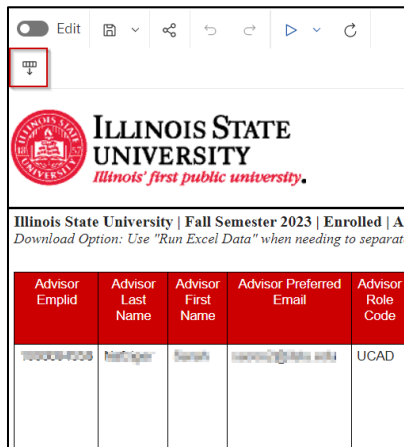 Edit
ILLINOIS STATE
UNIVERSITY
Illinois' first public university.
Illinois State University | Fall Semester 2023 | Enrolled | A
Download Option: Use "Run Excel Data" when needing to separat
Advisor Emplid
Advisor Last Name
Advisor First Name
Advisor Preferred Email
Advisor Role Code
UCAD